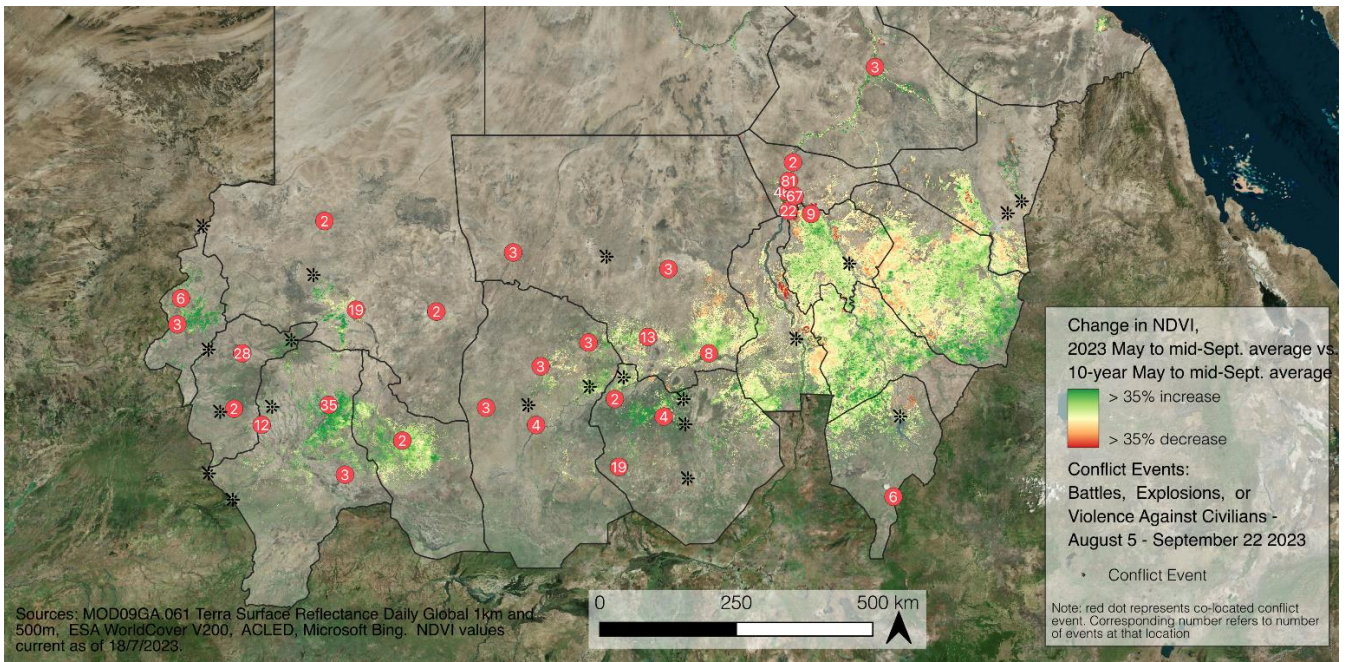 3
2
81
67
22
9
2
3
3
6
3
19
2
28
3
13
8
3
2
35
12
2
3
4
2
4
19
3
6
Change in NDVI,
2023 May to mid-Sept. average vs.
10-year May to mid-Sept. average
> 35% increase
> 35% decrease
Conflict Events:
Battles, Explosions, or
Violence Against Civilians -
August 5 - September 22 2023
Conflict Event
Note: red dot represents co-located conflict
event. Corresponding number refers to number
of events at that location
0 250 500 km
Sources: MOD09GA.061 Terra Surface Reflectance Daily Global 1km and
500m, ESA WorldCover V200, ACLED, Microsoft Bing. NDVI values
current as of 18/7/2023.